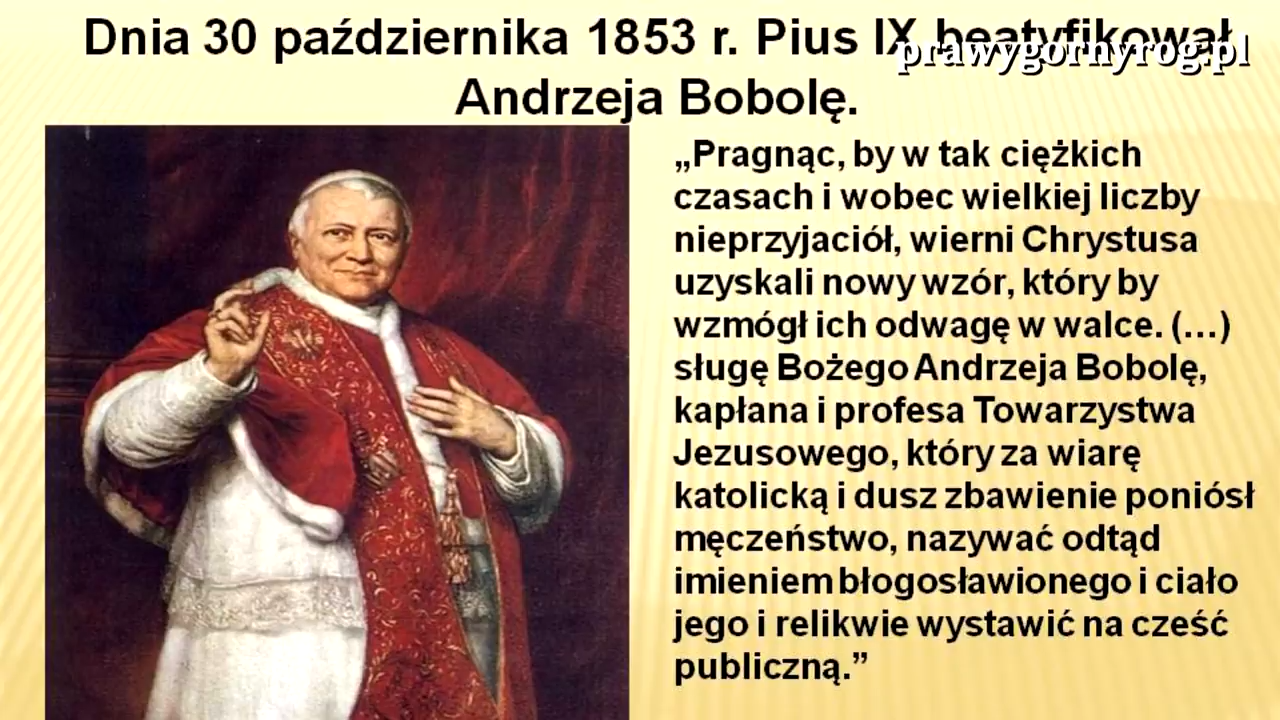 Dnia 30 października 1853 r. Pius IX beatyfikował
prawygornyrog.pl
Andrzeja Bobolę.
„Pragnąc, by w tak ciężkich
czasach i wobec wielkiej liczby
nieprzyjaciół, wierni Chrystusa
uzyskali nowy wzór, który by
wzmógł ich odwagę w walce. (…)
sługę Bożego Andrzeja Bobolę,
kapłana i profesa Towarzystwa
Jezusowego, który za wiarę
katolicką i dusz zbawienie poniósł
męczeństwo, nazywać odtąd
imieniem błogosławionego i ciało
jego i relikwie wystawić na cześć
publiczną.”